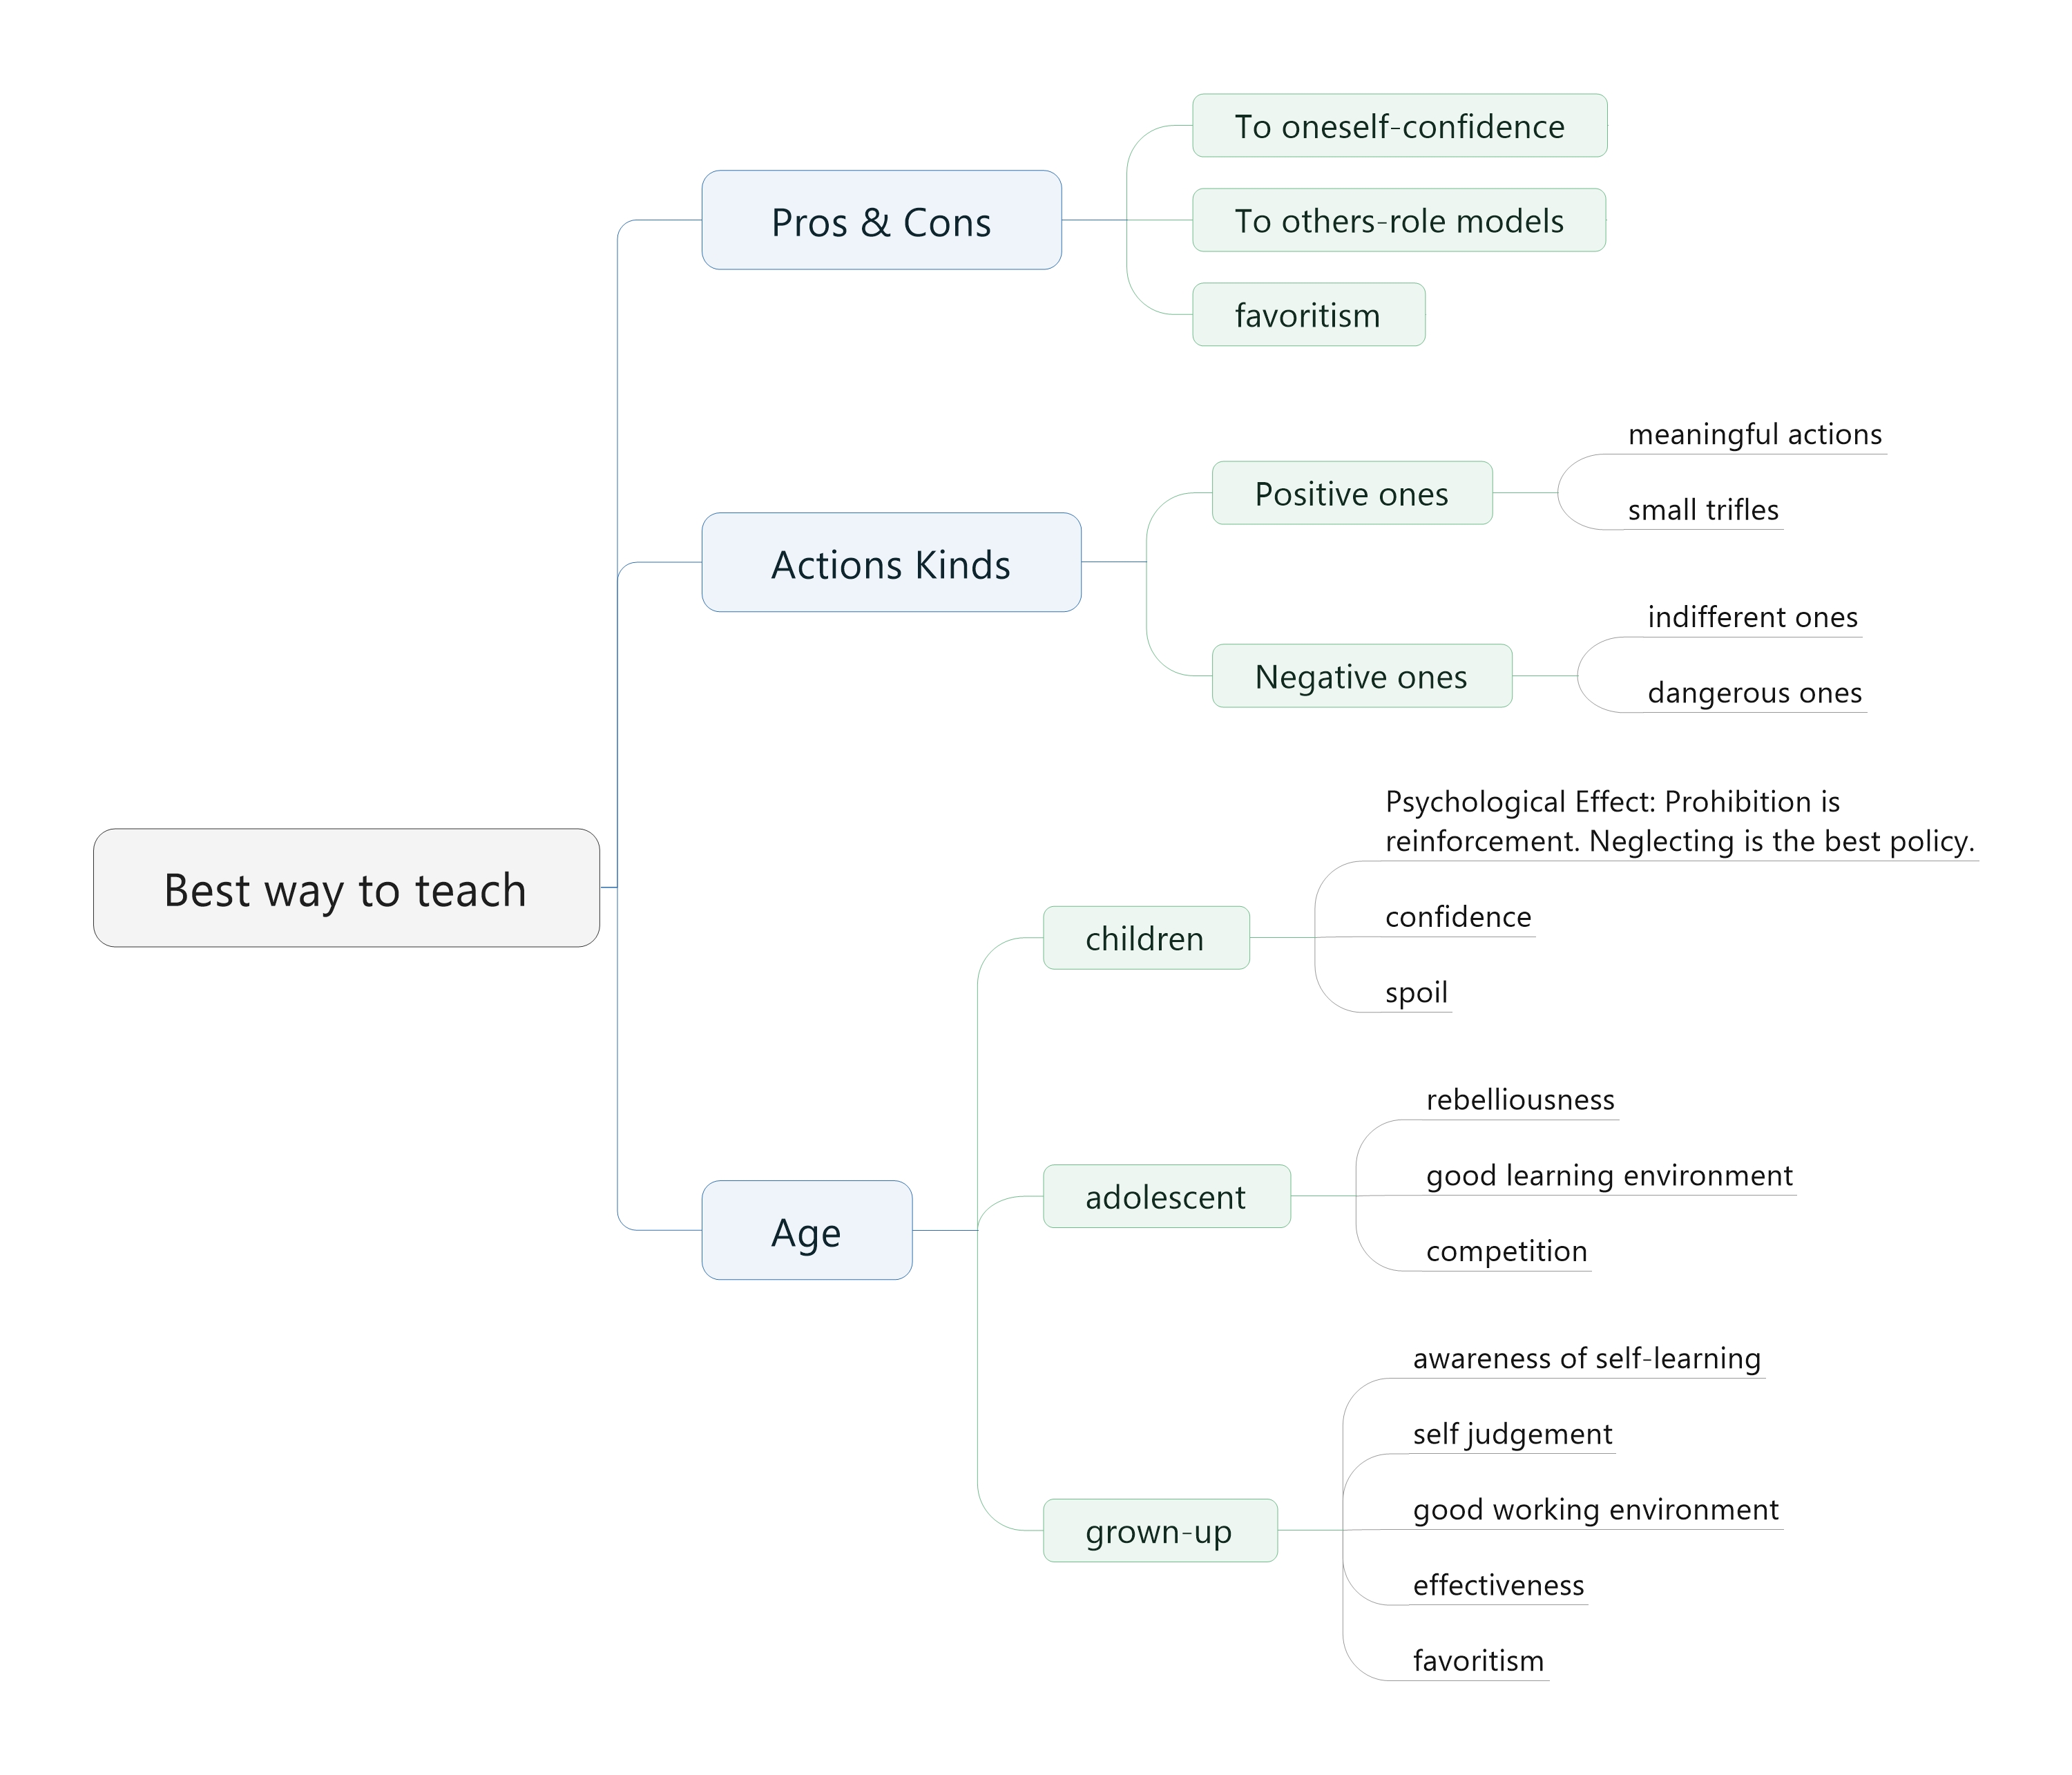 Best way to teach
Pros & Cons
To oneself-confidence
To others-role models
favoritism
Actions Kinds
Positive ones
meaningful actions
small trifles
Negative ones
indifferent ones
dangerous ones
Age
children
Psychological Effect: Prohibition is
reinforcement. Neglecting is the best policy.
confidence
spoil
adolescent
rebelliousness
good learning environment
competition
grown-up
awareness of self-learning
self judgement
good working environment
effectiveness
favoritism